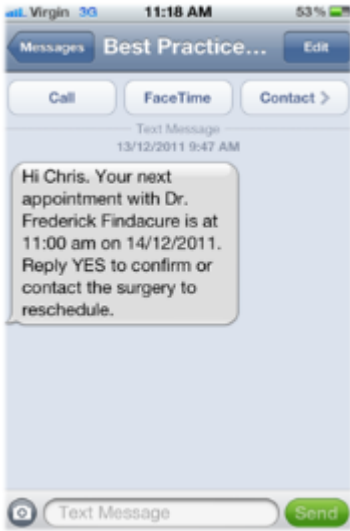 Virgin 3G 11:18 AM 53%
Messages Best Practice... Edit
Call FaceTime Contact
Text Message
13/12/2011 9:47 AM
Hi Chris. Your next
appointment with Dr.
Frederick Findacure is at
11:00 am on 14/12/2011.
Reply YES to confirm or
contact the surgery to
reschedule.
Text Message Send